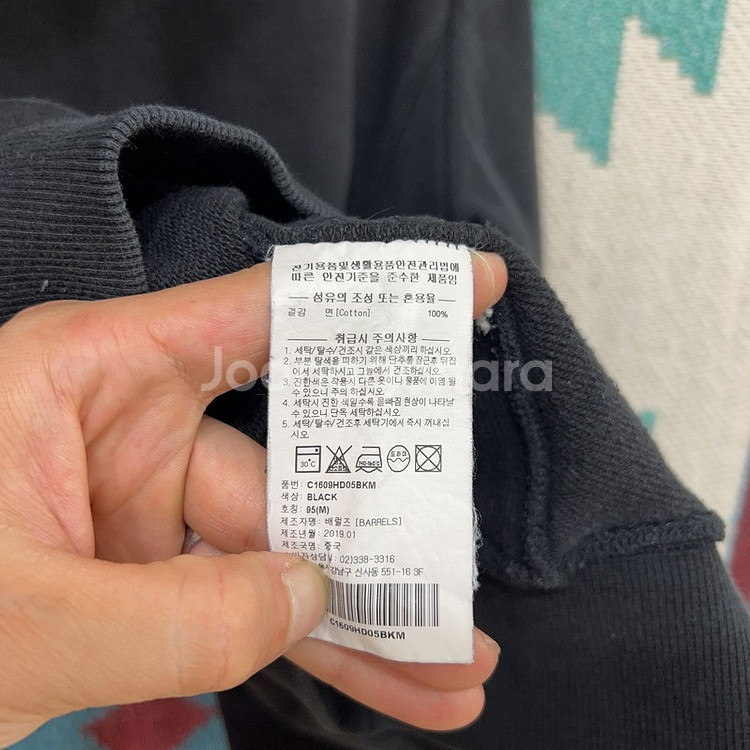 전기용품및생활용품안전관리법에
따른 안전기준을 준수한 제품임
섬유의 조성 또는 혼용율
겉감 면[Cotton] 100%
취급시 주의사항
1. 세탁/탈수/건조시 같은 색상끼리 하십시오.
2. 부분 탈색을 피하기 위해 단추를 잠근후 뒤집
어서 세탁하시고 그늘에서 건조하십시오.
3. 진한색은 착용시 다른 옷이나 물품에 이염 될
수 있으니 주의 하십시오.
4. 세탁시 진한 색일수록 물빠짐 현상이 나타날
수 있으니 단독 세탁하십시오.
5. 세탁/탈수/건조후 세탁기에서 즉시 꺼내십
시오.
30°C
품번: C1609HD05BKM
색상: BLACK
호칭: 95(M)
제조자명: 배럴즈 [BARRELS]
제조년월: 2019.01
제조국명: 중국
02)338-3316
강남구 신사동 551-16 3F
C1609HD05BKM